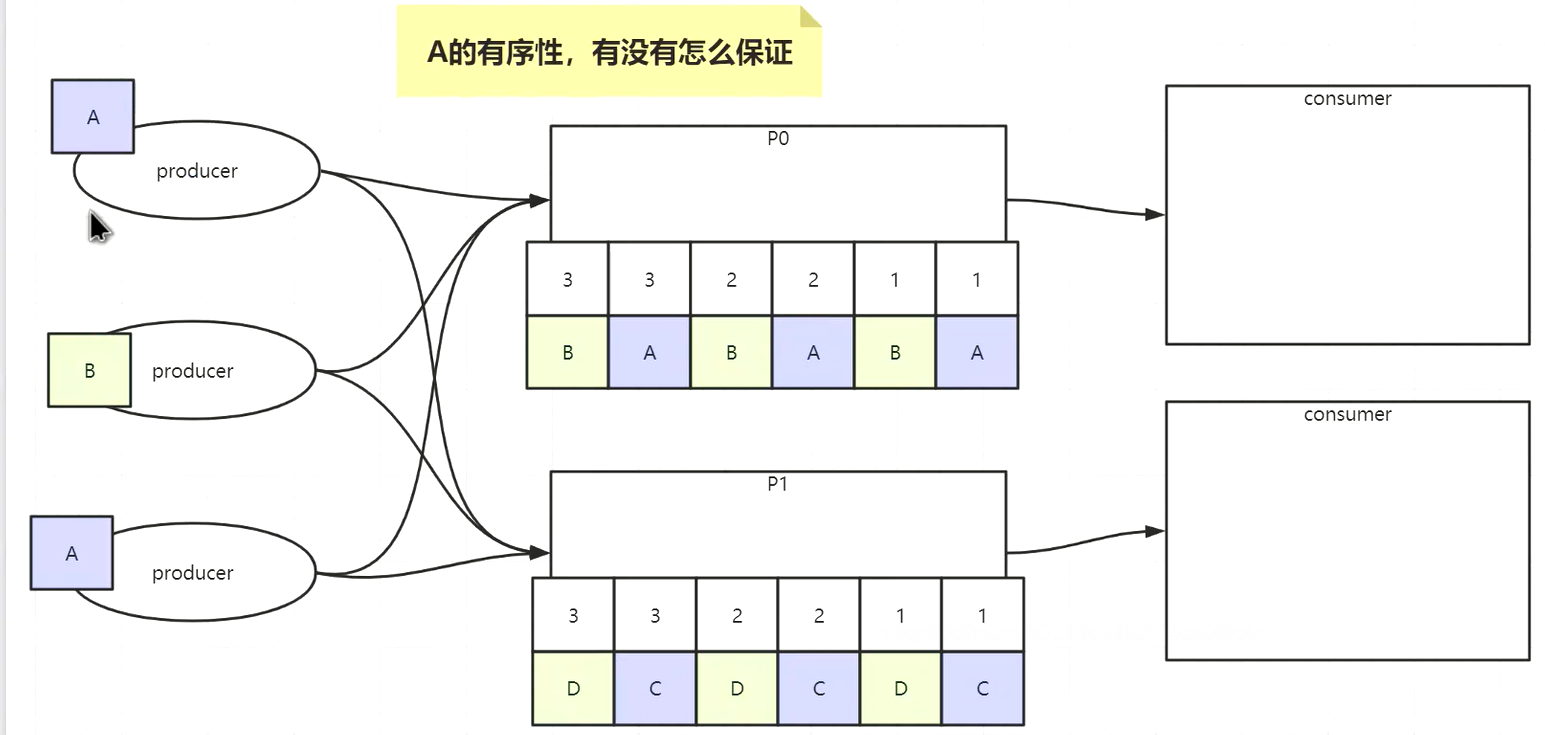 A的有序性，有没有怎么保证
A
producer
B
producer
A
producer
P0
3 3 2 2 1 1
B A B A B A
P1
3 3 2 2 1 1
D C D C D C
consumer
consumer